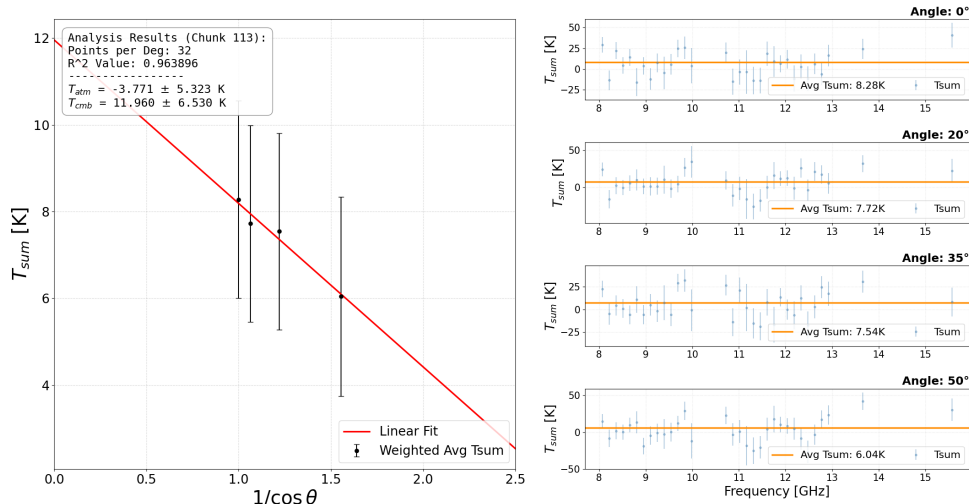 Analysis Results (Chunk 113):
Points per Deg: 32
R^2 Value: 0.963896
-----------------
T_atm = -3.771 ± 5.323 K
T_cmb = 11.960 ± 6.530 K
12
10
8
6
4
T_sum [K]
0.0 0.5 1.0 1.5 2.0 2.5
1/cos θ
Linear Fit
Weighted Avg Tsum
Angle: 0°
T_sum [K]
50
25
0
−25
Avg Tsum: 8.28K
Tsum
8 9 10 11 12 13 14 15
Angle: 20°
T_sum [K]
50
0
Avg Tsum: 7.72K
Tsum
8 9 10 11 12 13 14 15
Angle: 35°
T_sum [K]
25
0
−25
Avg Tsum: 7.54K
Tsum
8 9 10 11 12 13 14 15
Angle: 50°
T_sum [K]
50
0
−50
Avg Tsum: 6.04K
Tsum
8 9 10 11 12 13 14 15
Frequency [GHz]